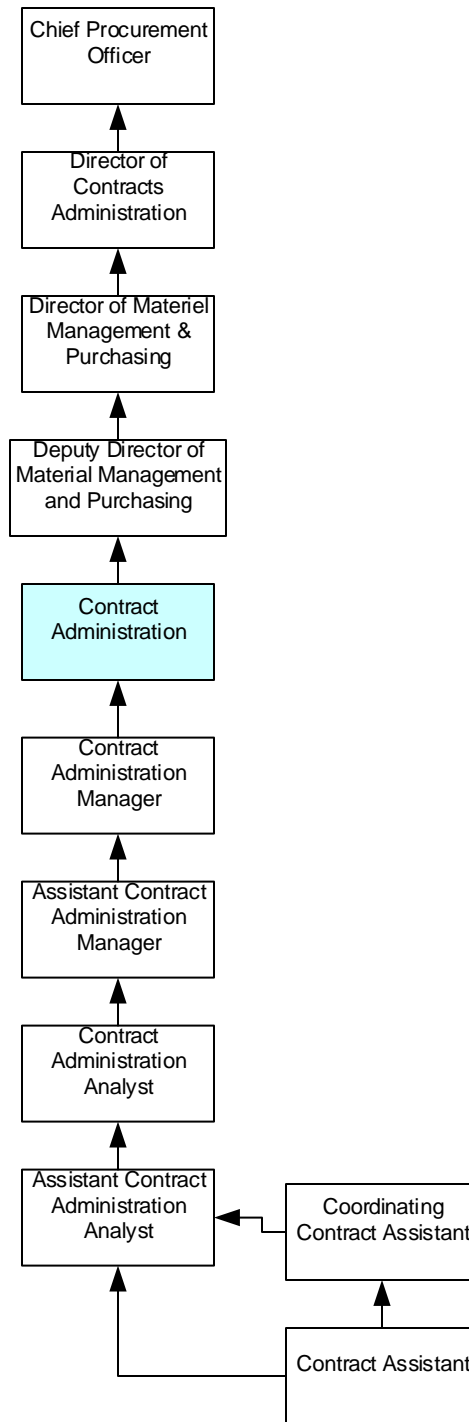 Chief Procurement
Officer
Director of
Contracts
Administration
Director of Materiel
Management &
Purchasing
Deputy Director of
Material Management
and Purchasing
Contract
Administration
Contract
Administration
Manager
Assistant Contract
Administration
Manager
Contract
Administration
Analyst
Assistant Contract
Administration
Analyst
Coordinating
Contract Assistant
Contract Assistant